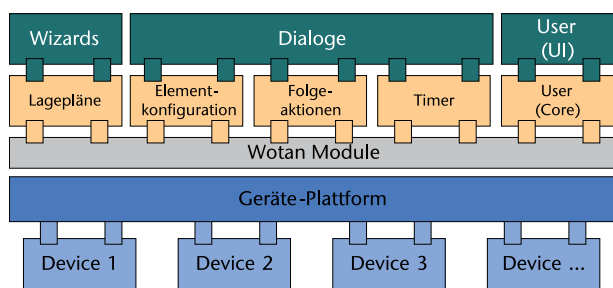 Wizards
Dialoge
User
(UI)
Lagepläne
Element-
konfiguration
Folge-
aktionen
Timer
User
(Core)
Wotan Module
Geräte-Plattform
Device 1
Device 2
Device 3
Device ...